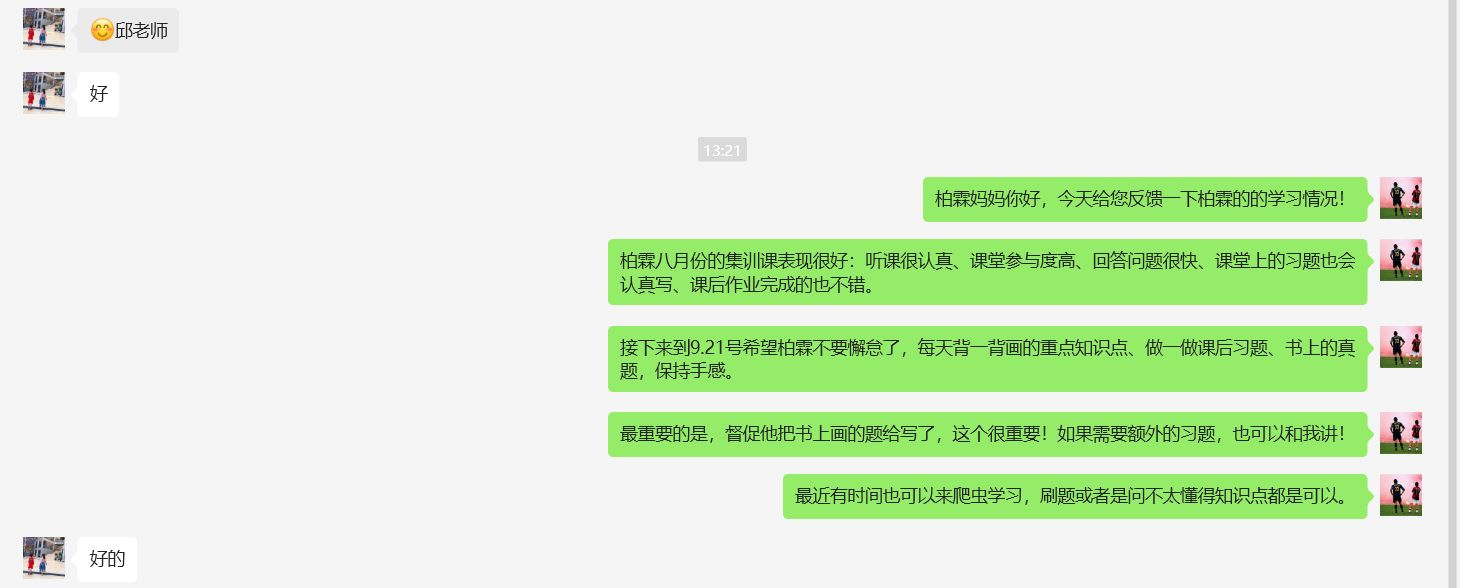 😊邱老师
好
13:21
柏霖妈妈你好，今天给您反馈一下柏霖的的学习情况！
柏霖八月份的集训课表现很好：听课很认真、课堂参与度高、回答问题很快、课堂上的习题也会
认真写、课后作业完成的也不错。
接下来到9.21号希望柏霖不要懈怠了，每天背一背画的重点知识点、做一做课后习题、书上的真
题，保持手感。
最重要的是，督促他把书上画的题给写了，这个很重要！如果需要额外的习题，也可以和我讲！
最近有时间也可以来爬虫学习，刷题或者是问不太懂得知识点都是可以。
好的